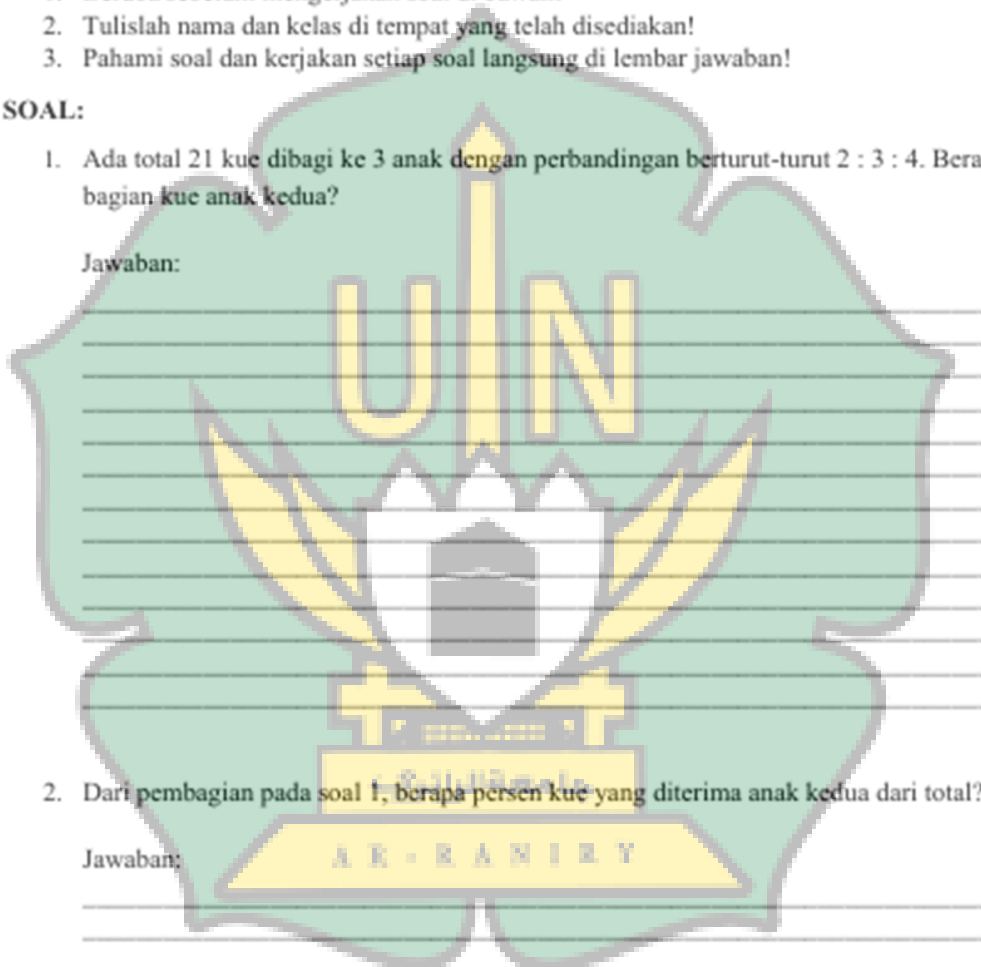 2. Tulislah nama dan kelas di tempat yang telah disediakan!
3. Pahami soal dan kerjakan setiap soal langsung di lembar jawaban!
SOAL:
1. Ada total 21 kue dibagi ke 3 anak dengan perbandingan berturut-turut 2 : 3 : 4. Bera
bagian kue anak kedua?
Jawaban:
UIN
2. Dari pembagian pada soal 1, berapa persen kue yang diterima anak kedua dari total?
Jawaban:
AR-RANIRY